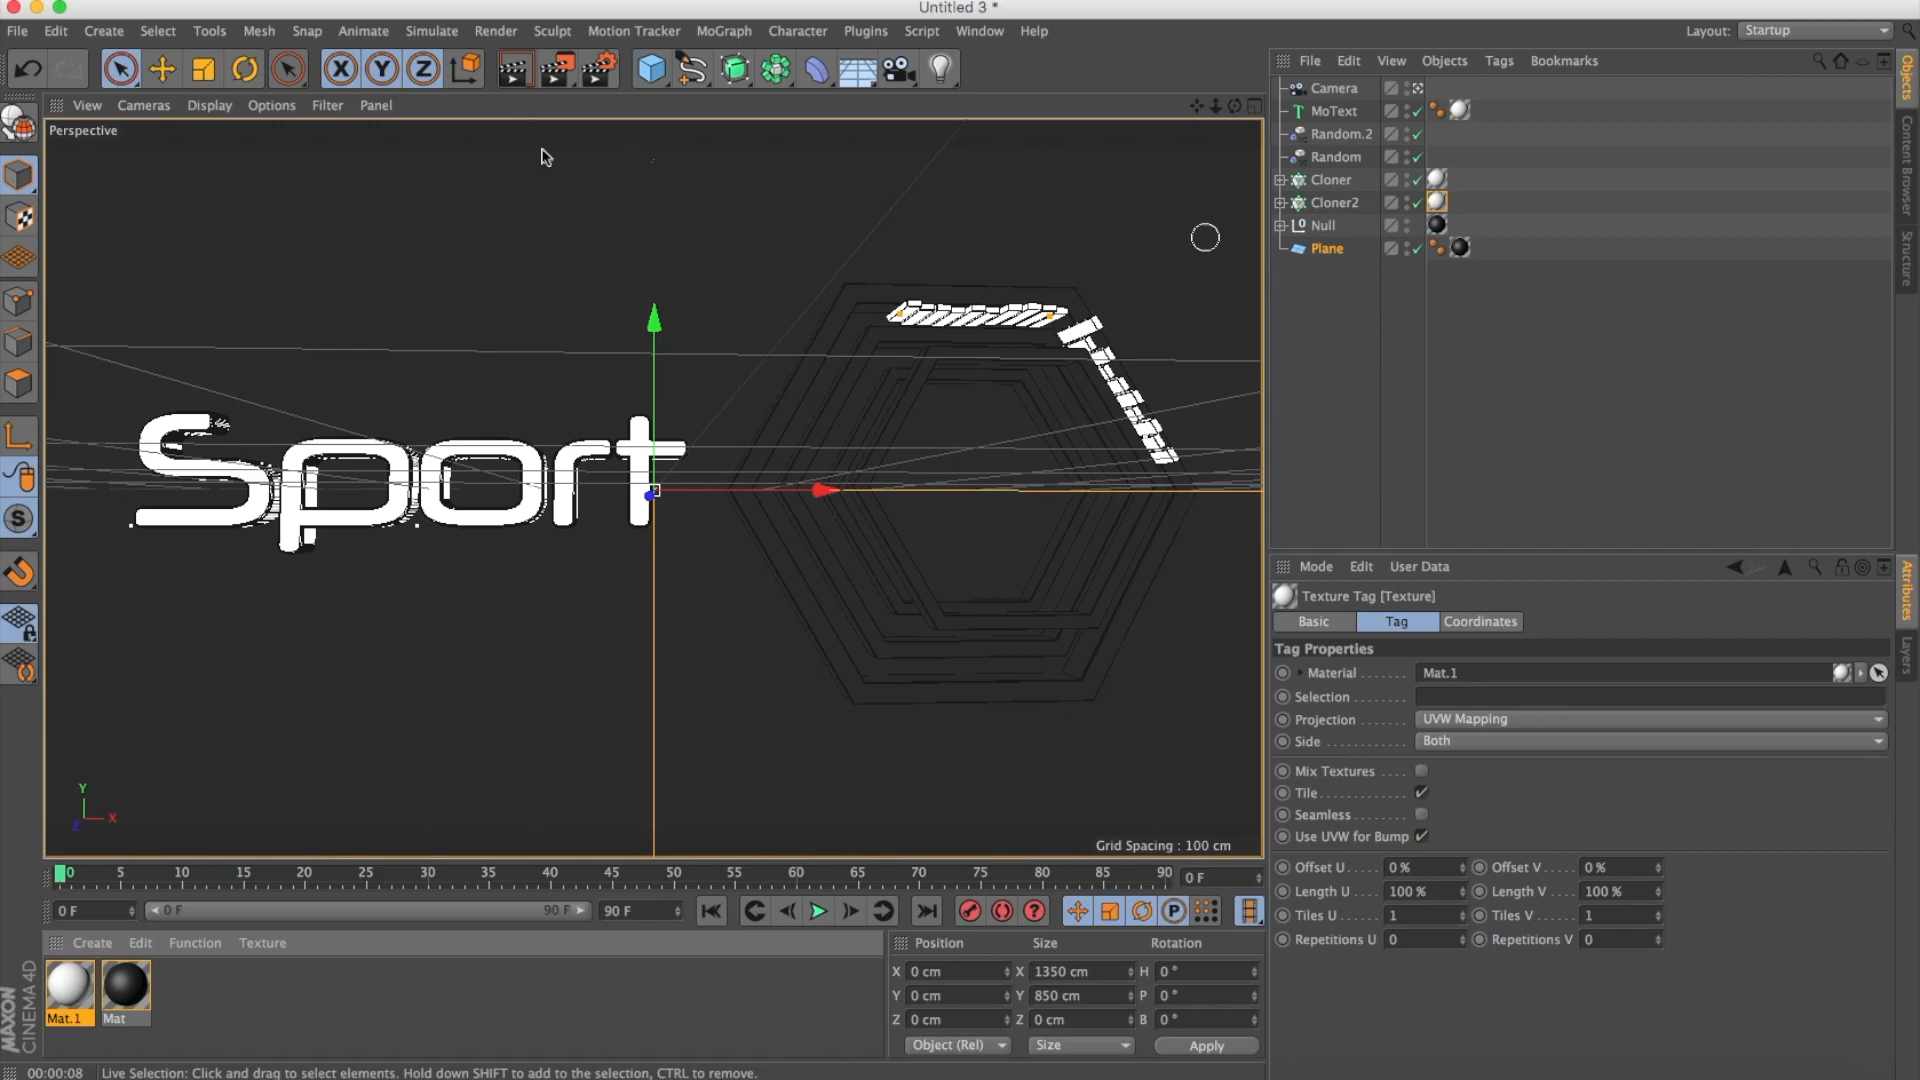 Untitled 3 *
File Edit Create Select Tools Mesh Snap Animate Simulate Render Sculpt Motion Tracker MoGraph Character Plugins Script Window Help Layout: Startup
X Y Z
File Edit View Objects Tags Bookmarks
View Cameras Display Options Filter Panel
Perspective
Camera
MoText
Random.2
Random
Cloner
Cloner2
Null
Plane
Objects
Content Browser
Structure
Sport
S
Y
X
Z
Grid Spacing : 100 cm
Mode Edit User Data
Texture Tag [Texture]
Basic Tag Coordinates
Tag Properties
Material Mat.1
Selection
Projection UVW Mapping
Side Both
Mix Textures
Tile
Seamless
Use UVW for Bump
Offset U 0 % Offset V 0 %
Length U 100 % Length V 100 %
Tiles U 1 Tiles V 1
Repetitions U 0 Repetitions V 0
Attributes
Layers
0 5 10 15 20 25 30 35 40 45 50 55 60 65 70 75 80 85 90 0 F
0 F 0 F 90 F 90 F P
Create Edit Function Texture
Mat.1 Mat
Position Size Rotation
X 0 cm X 1350 cm H 0 °
Y 0 cm Y 850 cm P 0 °
Z 0 cm Z 0 cm B 0 °
Object (Rel) Size Apply
MAXON
CINEMA 4D
00:00:08 Live Selection: Click and drag to select elements. Hold down SHIFT to add to the selection, CTRL to remove.